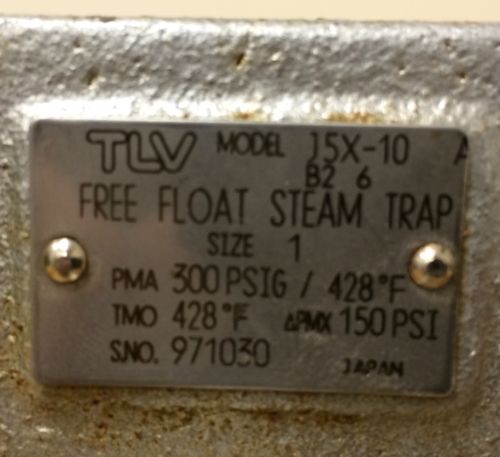 TLV MODEL J5X-10 A
B2 6
FREE FLOAT STEAM TRAP
SIZE 1
PMA 300 PSIG / 428°F
TMO 428°F ΔPMX 150 PSI
S.NO. 971030 JAPAN